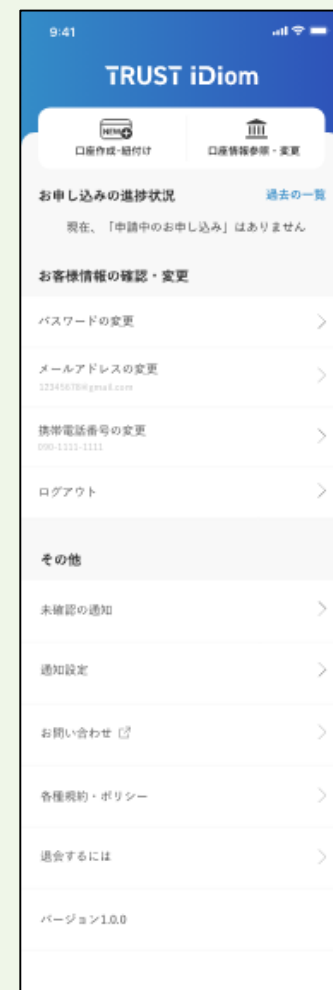 9:41
TRUST iDiom
NEW
口座作成・紐付け
口座情報参照・変更
お申し込みの進捗状況
過去の一覧
現在、「申請中のお申し込み」はありません
お客様情報の確認・変更
パスワードの変更
メールアドレスの変更
12345678@gmail.com
携帯電話番号の変更
090-1111-1111
ログアウト
その他
未確認の通知
通知設定
お問い合わせ
各種規約・ポリシー
退会するには
バージョン1.0.0